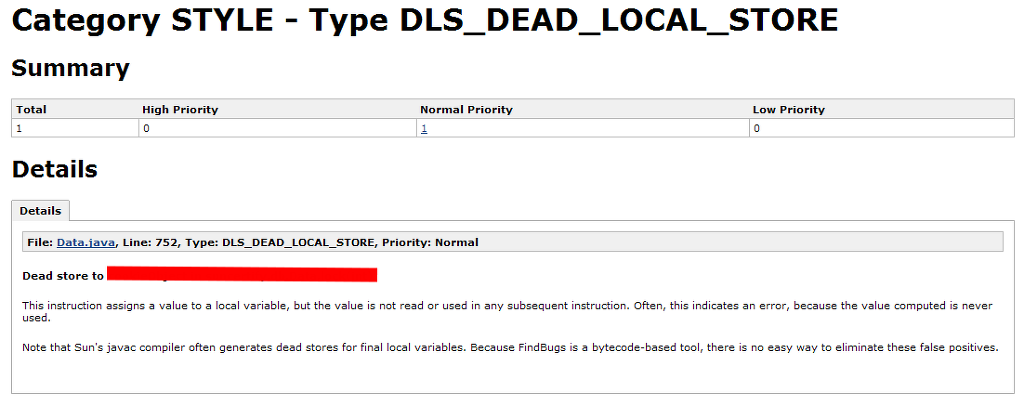 Category STYLE - Type DLS_DEAD_LOCAL_STORE
Summary
Total High Priority Normal Priority Low Priority
1 0 1 0
Details
Details
File: Data.java, Line: 752, Type: DLS_DEAD_LOCAL_STORE, Priority: Normal
Dead store to
This instruction assigns a value to a local variable, but the value is not read or used in any subsequent instruction. Often, this indicates an error, because the value computed is never
used.
Note that Sun's javac compiler often generates dead stores for final local variables. Because FindBugs is a bytecode-based tool, there is no easy way to eliminate these false positives.